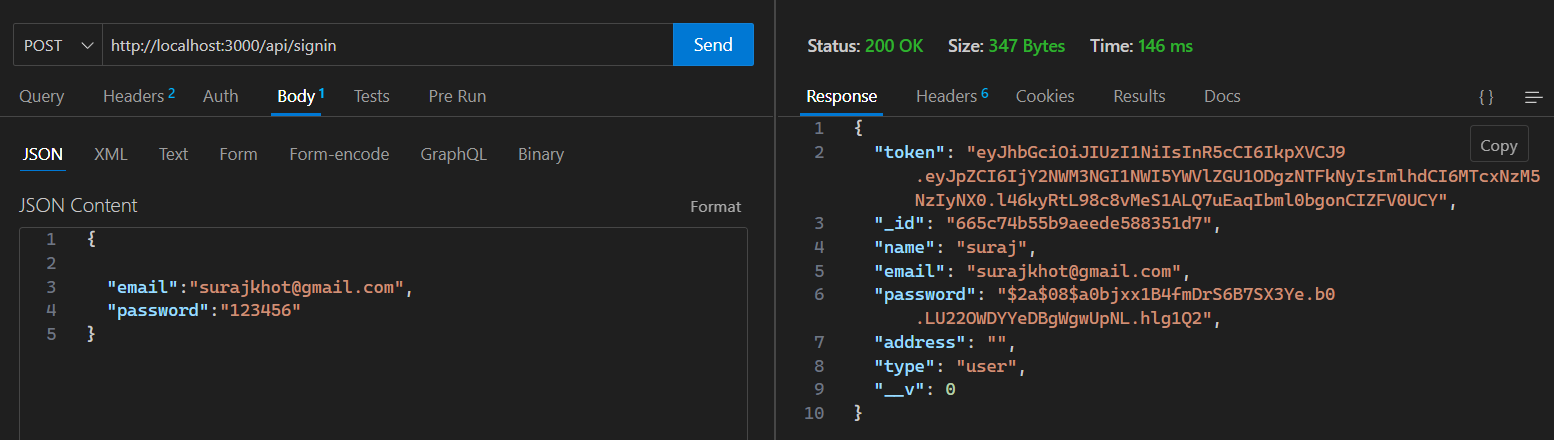 POST http://localhost:3000/api/signin Send
Query Headers 2 Auth Body 1 Tests Pre Run
JSON XML Text Form Form-encode GraphQL Binary
JSON Content Format
1 {
2
3 "email":"surajkhot@gmail.com",
4 "password":"123456"
5 }
Status: 200 OK Size: 347 Bytes Time: 146 ms
Response Headers 6 Cookies Results Docs { }
Copy
1 {
2 "token": "eyJhbGciOiJIUzI1NiIsInR5cCI6IkpXVCJ9
.eyJpZCI6IjY2NWM3NGI1NWI5YWVlZGU1ODgzNTFkNyIsImlhdCI6MTcxNzM5
NzIyNX0.l46kyRtL98c8vMeS1ALQ7uEaqIbml0bgonCIZFV0UCY",
3 "_id": "665c74b55b9aeede588351d7",
4 "name": "suraj",
5 "email": "surajkhot@gmail.com",
6 "password": "$2a$08$a0bjxx1B4fmDrS6B7SX3Ye.b0
.LU22OWDYYeDBgWgwUpNL.hlg1Q2",
7 "address": "",
8 "type": "user",
9 "__v": 0
10 }